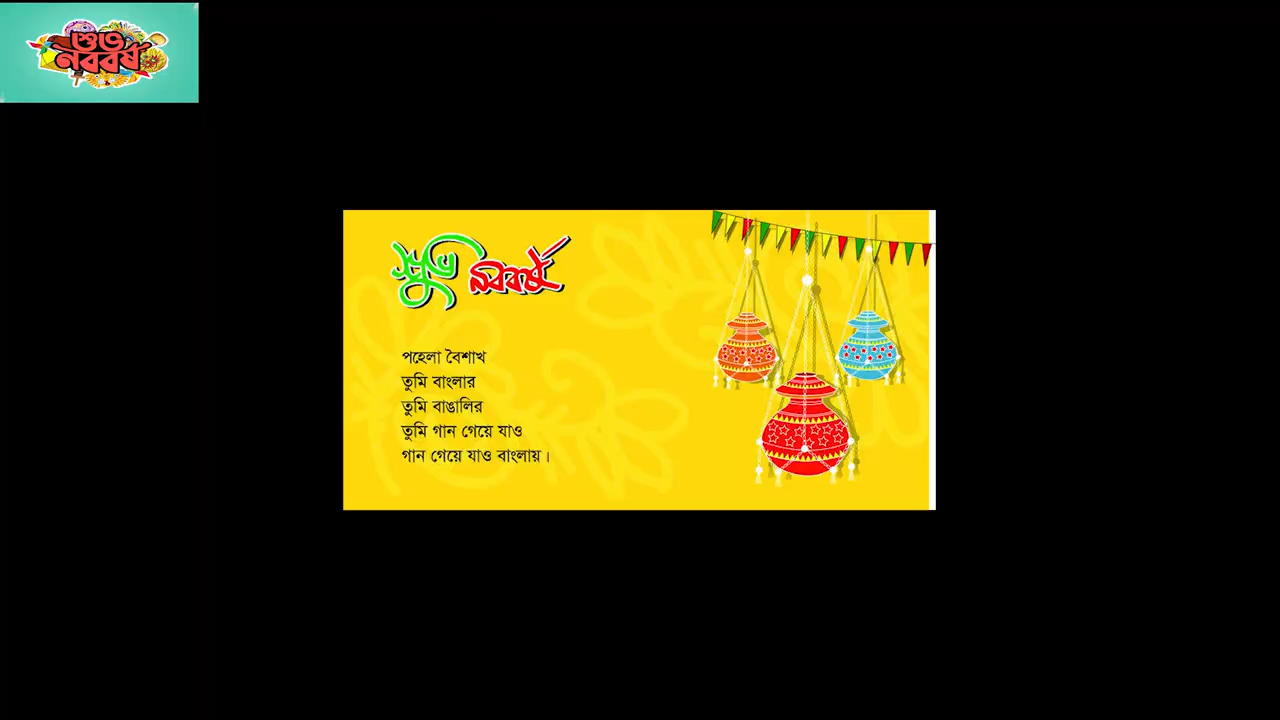 শুভ
নববর্ষ
শুভ নববর্ষ
পহেলা বৈশাখ
তুমি বাংলার
তুমি বাঙালির
তুমি গান গেয়ে যাও
গান গেয়ে যাও বাংলায়।